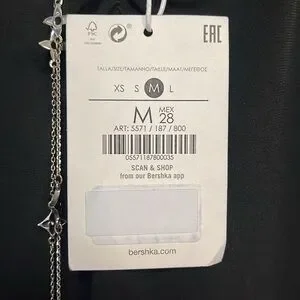 FSC
EAC
TALLA/SIZE/TAMANHO/TAILLE/MAAT/ΜΕΓΕΘΟΣ
XS S M L
M MEX 28
ART: 5571 / 187 / 800
05571187800035
SCAN & SHOP
from our Bershka app
bershka.com